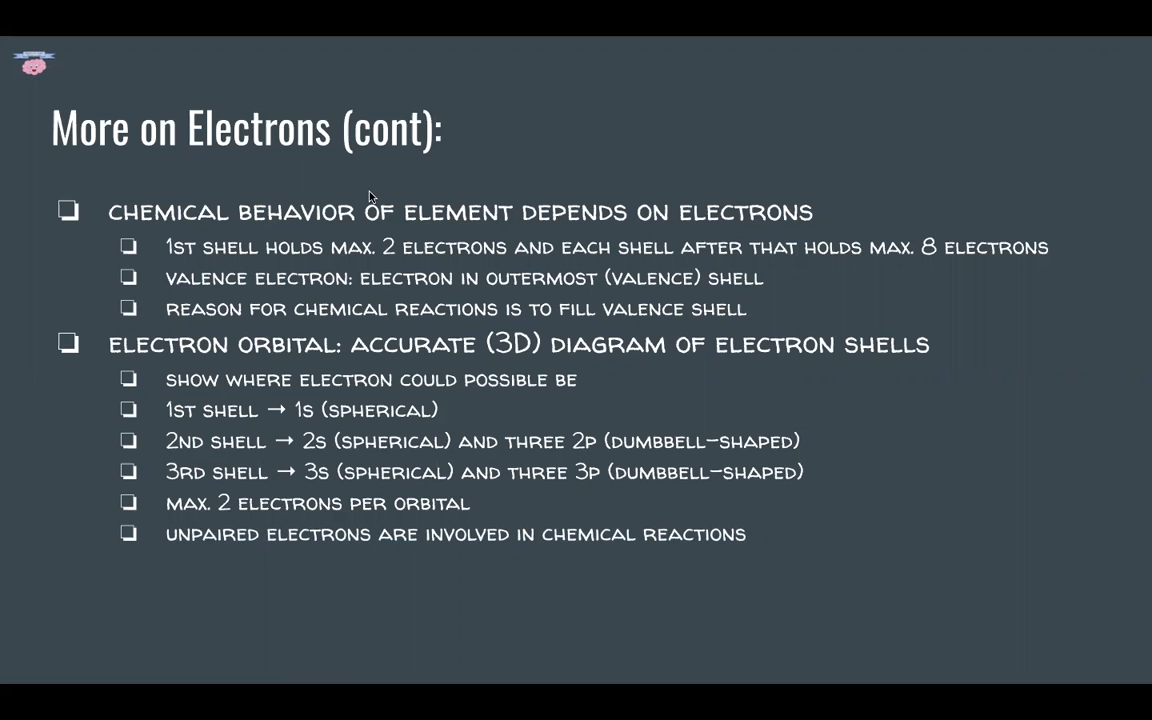 More on Electrons (cont):
❏ CHEMICAL BEHAVIOR OF ELEMENT DEPENDS ON ELECTRONS
❏ 1ST SHELL HOLDS MAX. 2 ELECTRONS AND EACH SHELL AFTER THAT HOLDS MAX. 8 ELECTRONS
❏ VALENCE ELECTRON: ELECTRON IN OUTERMOST (VALENCE) SHELL
❏ REASON FOR CHEMICAL REACTIONS IS TO FILL VALENCE SHELL
❏ ELECTRON ORBITAL: ACCURATE (3D) DIAGRAM OF ELECTRON SHELLS
❏ SHOW WHERE ELECTRON COULD POSSIBLE BE
❏ 1ST SHELL → 1S (SPHERICAL)
❏ 2ND SHELL → 2S (SPHERICAL) AND THREE 2P (DUMBBELL-SHAPED)
❏ 3RD SHELL → 3S (SPHERICAL) AND THREE 3P (DUMBBELL-SHAPED)
❏ MAX. 2 ELECTRONS PER ORBITAL
❏ UNPAIRED ELECTRONS ARE INVOLVED IN CHEMICAL REACTIONS